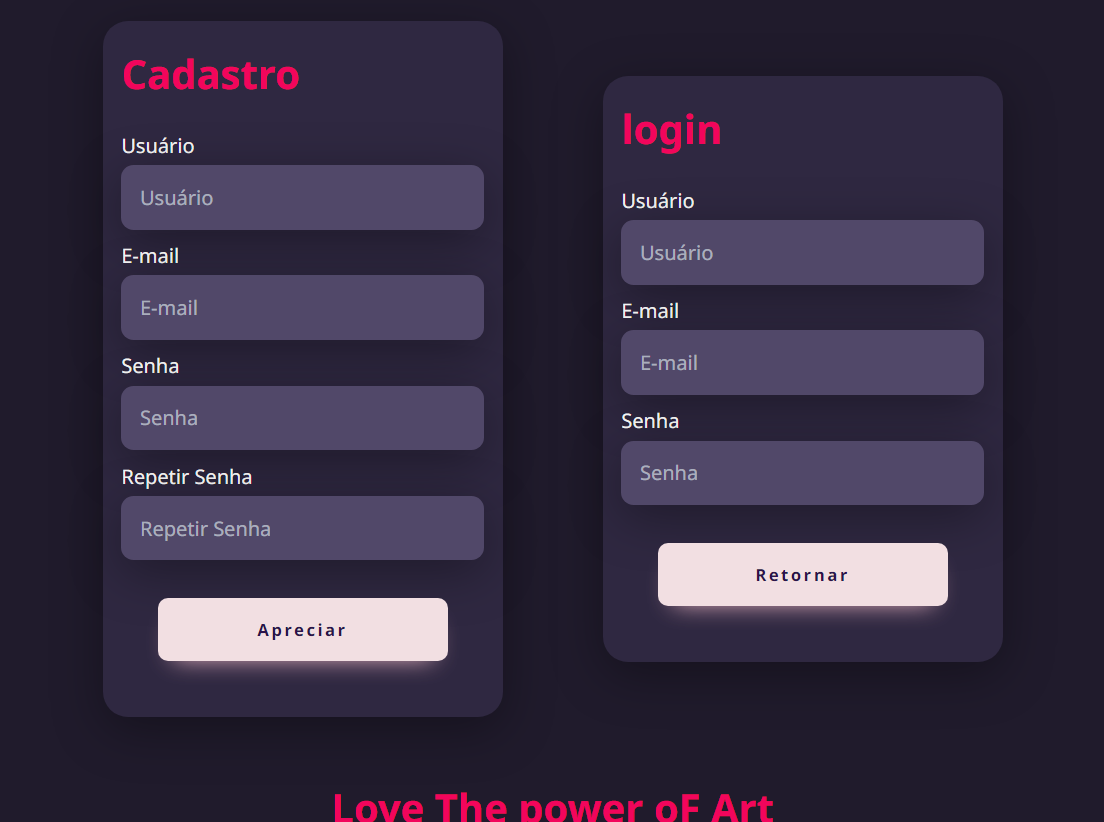 Cadastro
Usuário
Usuário
E-mail
E-mail
Senha
Senha
Repetir Senha
Repetir Senha
Apreciar
login
Usuário
Usuário
E-mail
E-mail
Senha
Senha
Retornar
Love The power oF Art